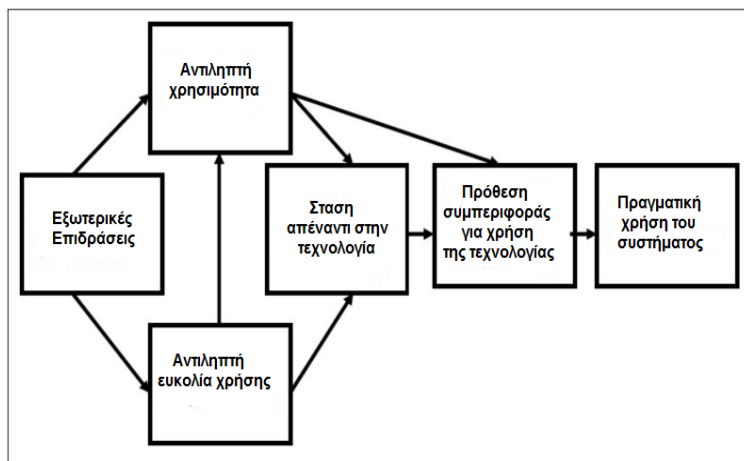 Αντιληπτή
χρησιμότητα
Εξωτερικές
Επιδράσεις
Σταση
απέναντι στην
τεχνολογία
Πρόθεση
συμπεριφοράς
για χρήση
της τεχνολογίας
Πραγματική
χρήση του
συστήματος
Αντιληπτή
ευκολία χρήσης